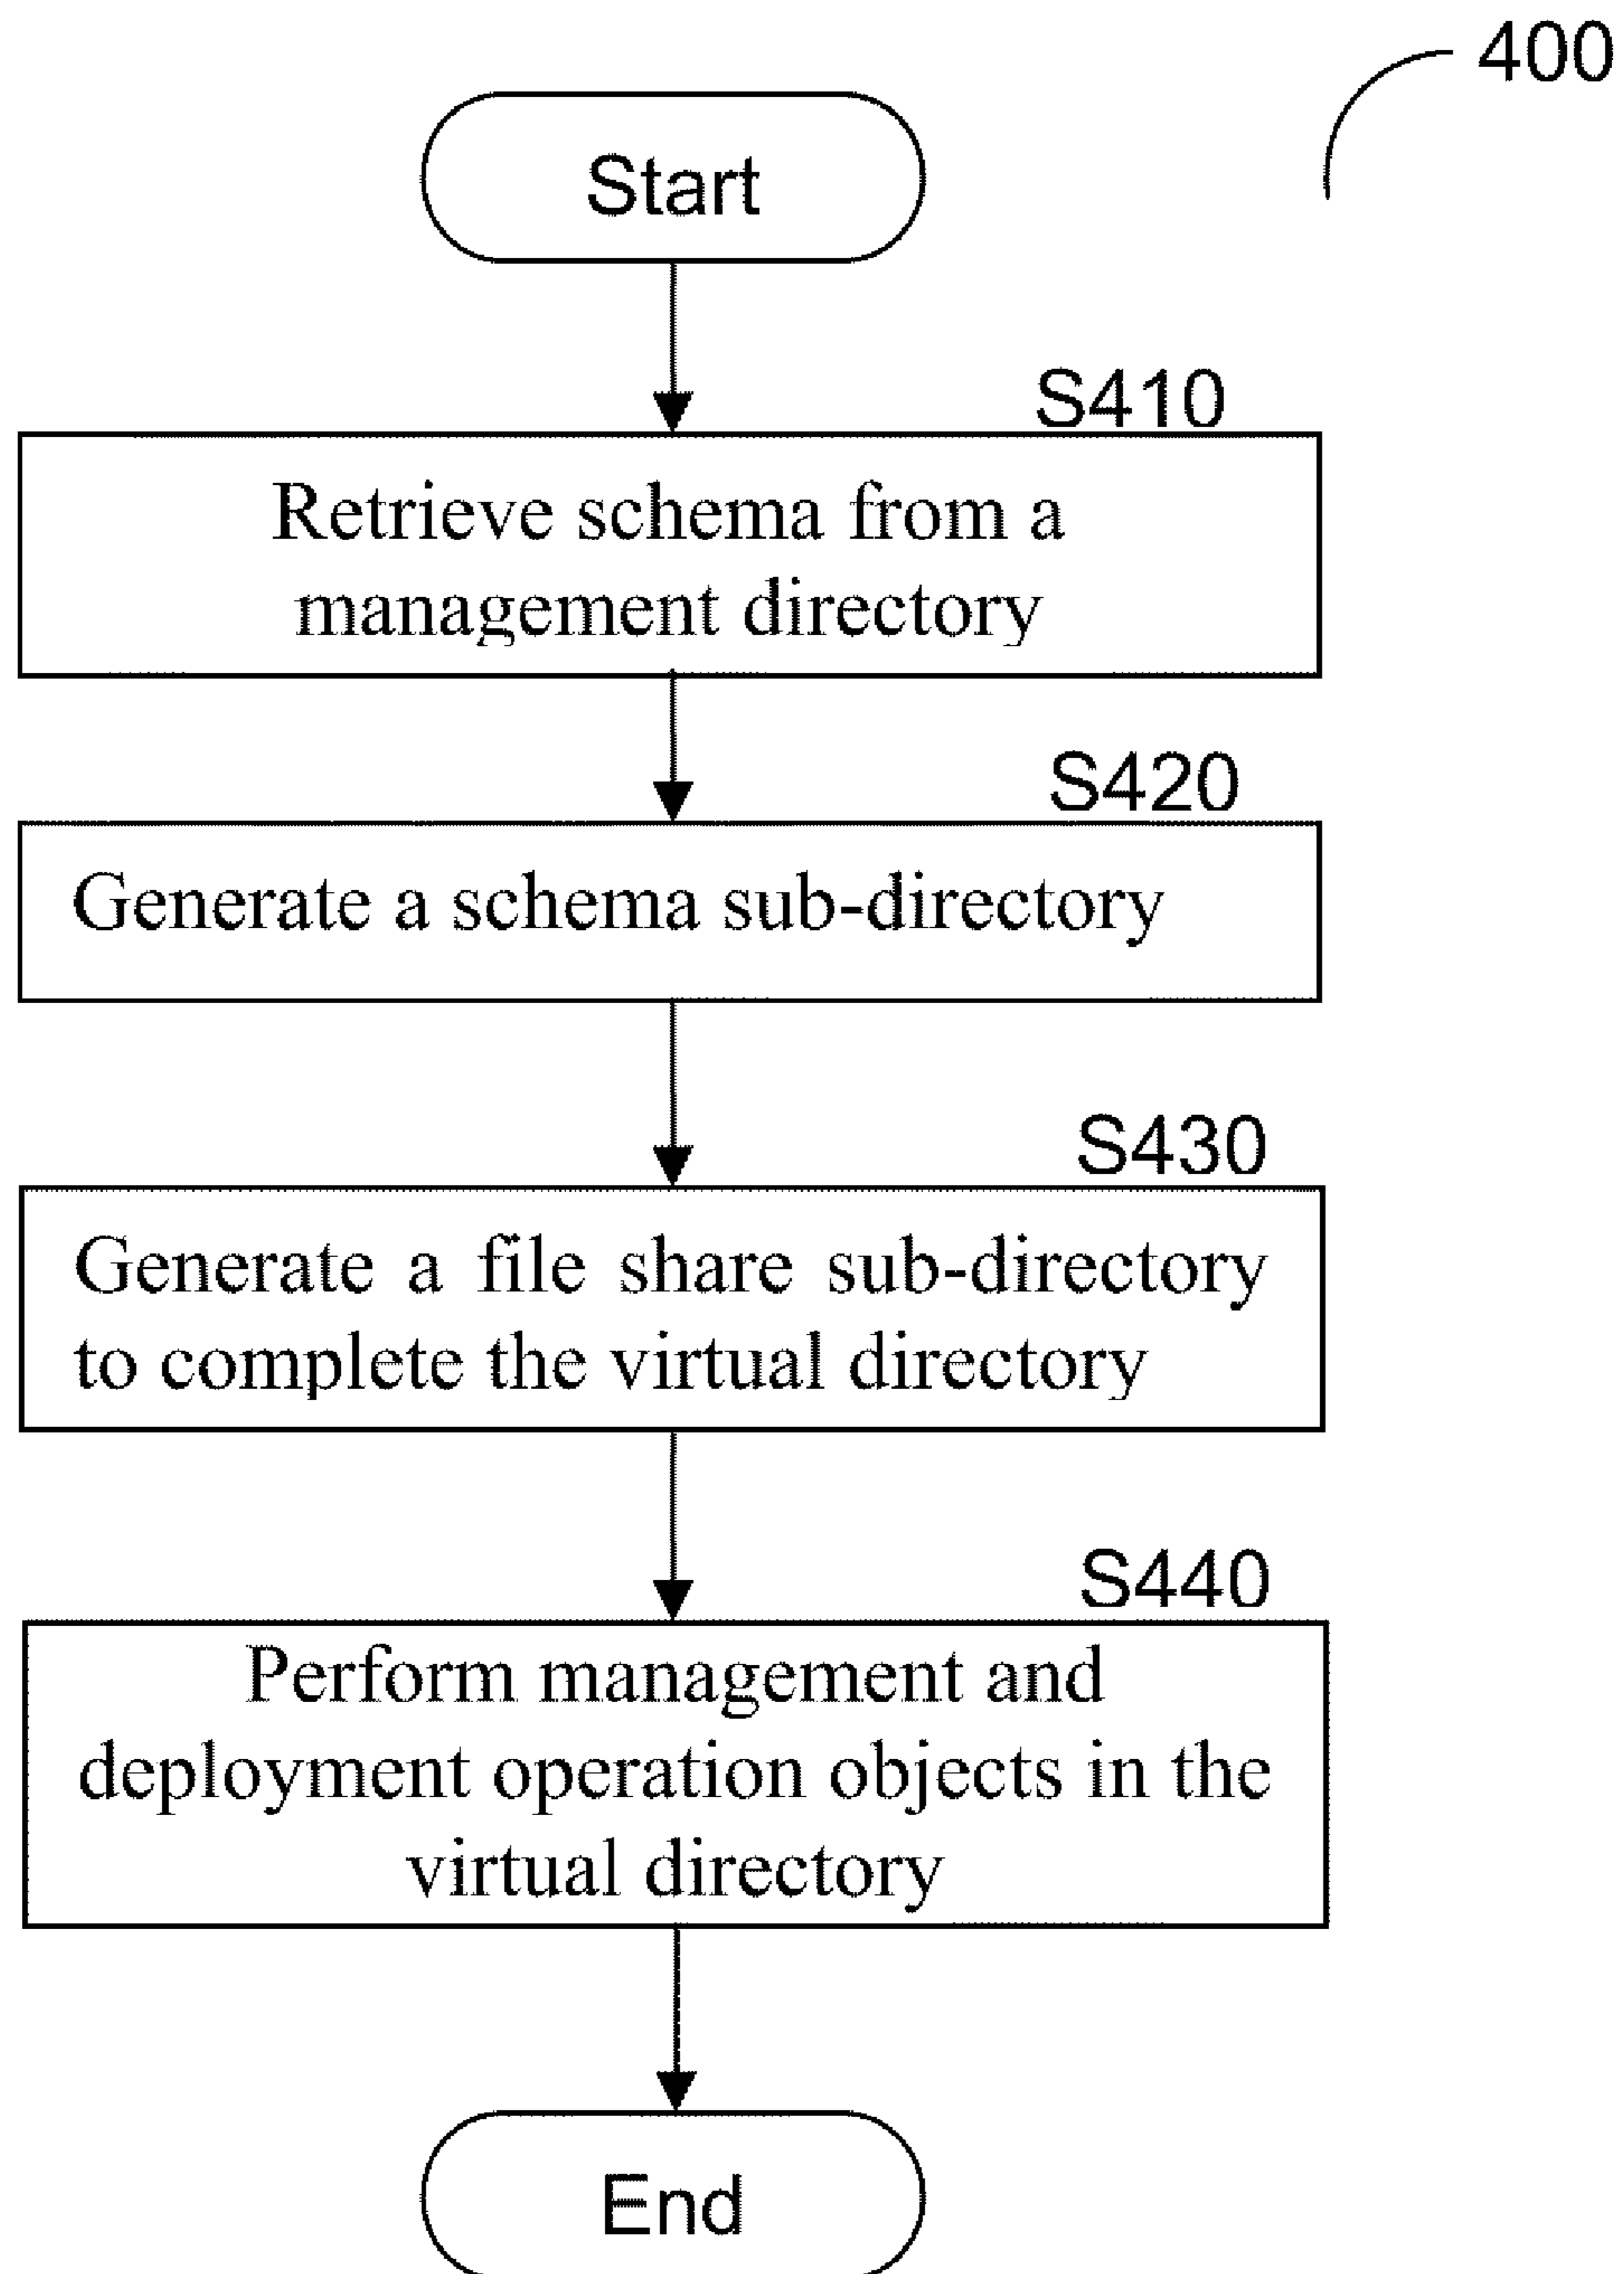 400
Start
S410
Retrieve schema from a
management directory
S420
Generate a schema sub-directory
S430
Generate a file share sub-directory
to complete the virtual directory
S440
Perform management and
deployment operation objects in the
virtual directory
End